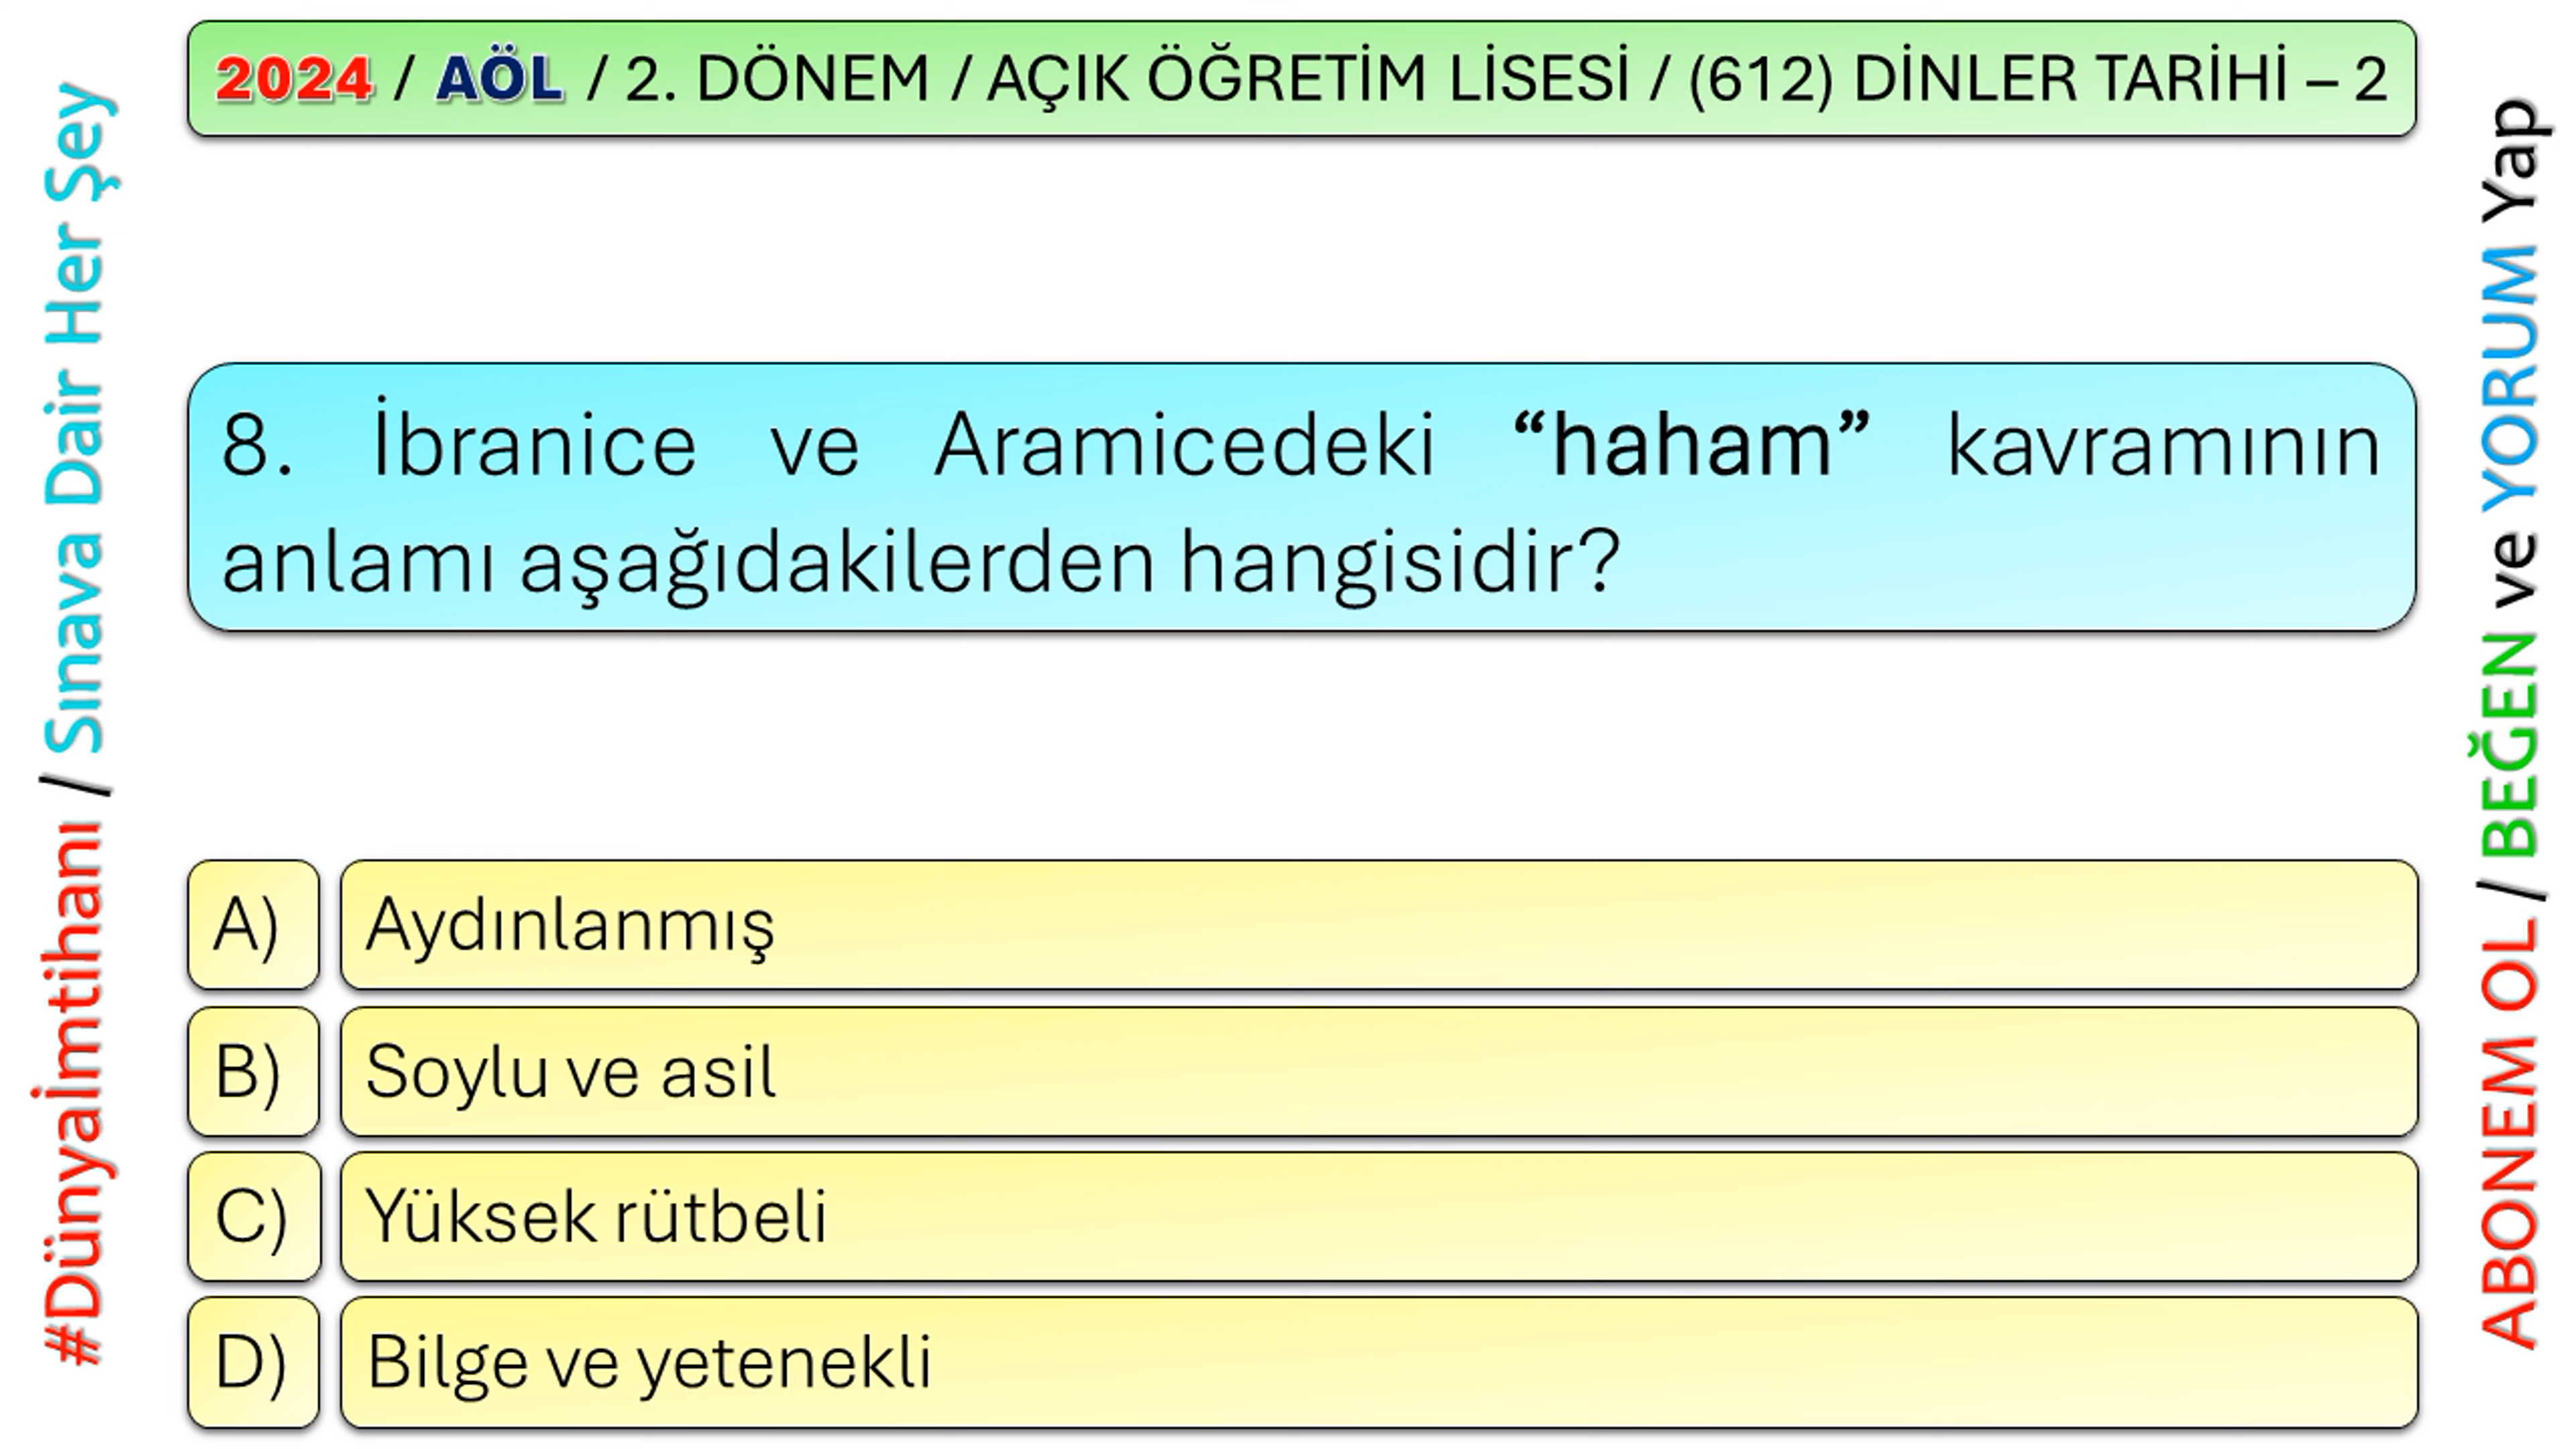 2024 / AÖL / 2. DÖNEM / AÇIK ÖĞRETİM LİSESİ / (612) DİNLER TARİHİ – 2
#Dünyaİmtihanı / Sınava Dair Her Şey
8. İbranice ve Aramicedeki “haham” kavramının
anlamı aşağıdakilerden hangisidir?
A) Aydınlanmış
B) Soylu ve asil
C) Yüksek rütbeli
D) Bilge ve yetenekli
ABONEM OL / BEĞEN ve YORUM Yap